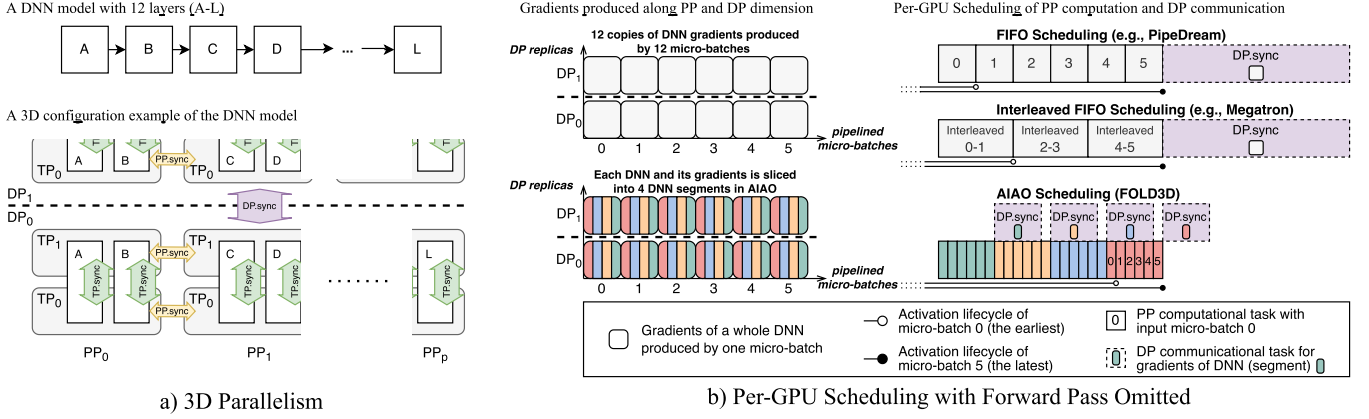 A DNN model with 12 layers (A-L)
A B C D ... L
A 3D configuration example of the DNN model
TP0 A B PP.sync TP0 C D TP0
DP1
DP0
DP.sync
TP1 A B PP.sync TP1 C D L
TP.sync TP.sync TP.sync TP.sync TP.sync
.......
TP0 PP.sync TP0
PP0 PP1 PPp
a) 3D Parallelism
Gradients produced along PP and DP dimension
DP replicas
12 copies of DNN gradients produced
by 12 micro-batches
DP1
DP0
pipelined
micro-batches
0 1 2 3 4 5
DP replicas
Each DNN and its gradients is sliced
into 4 DNN segments in AIAO
DP1
DP0
pipelined
micro-batches
0 1 2 3 4 5
Per-GPU Scheduling of PP computation and DP communication
FIFO Scheduling (e.g., PipeDream)
0 1 2 3 4 5 DP.sync
Interleaved FIFO Scheduling (e.g., Megatron)
Interleaved Interleaved Interleaved DP.sync
0-1 2-3 4-5
AIAO Scheduling (FOLD3D)
DP.sync DP.sync DP.sync DP.sync
0 1 2 3 4 5
Gradients of a whole DNN
produced by one micro-batch
Activation lifecycle of
micro-batch 0 (the earliest)
Activation lifecycle of
micro-batch 5 (the latest)
0 PP computational task with
input micro-batch 0
DP communicational task for
gradients of DNN (segment)
b) Per-GPU Scheduling with Forward Pass Omitted